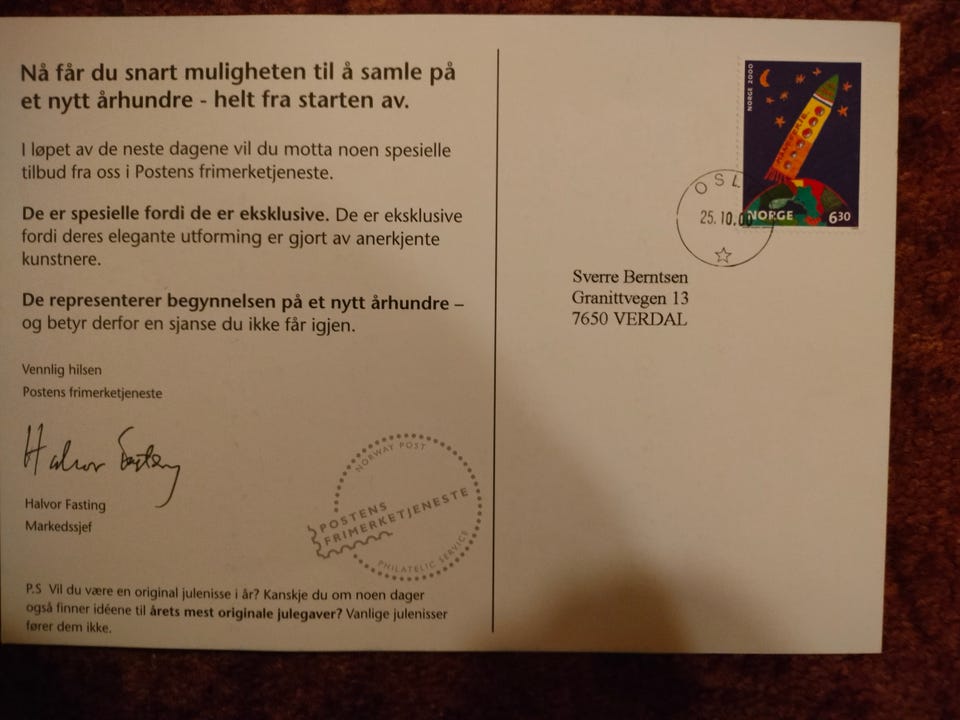 Nå får du snart muligheten til å samle på
et nytt århundre - helt fra starten av.
I løpet av de neste dagene vil du motta noen spesielle
tilbud fra oss i Postens frimerketjeneste.
De er spesielle fordi de er eksklusive. De er eksklusive
fordi deres elegante utforming er gjort av anerkjente
kunstnere.
De representerer begynnelsen på et nytt århundre –
og betyr derfor en sjanse du ikke får igjen.
Vennlig hilsen
Postens frimerketjeneste
Halvor Fasting
Halvor Fasting
Markedssjef
NORWAY POST
POSTENS
FRIMERKETJENESTE
PHILATELIC SERVICE
P.S Vil du være en original julenisse i år? Kanskje du om noen dager
også finner idéene til årets mest originale julegaver? Vanlige julenisser
fører dem ikke.
NORGE 2000
NORGE 630
OSL
25.10.00
Sverre Berntsen
Granittvegen 13
7650 VERDAL